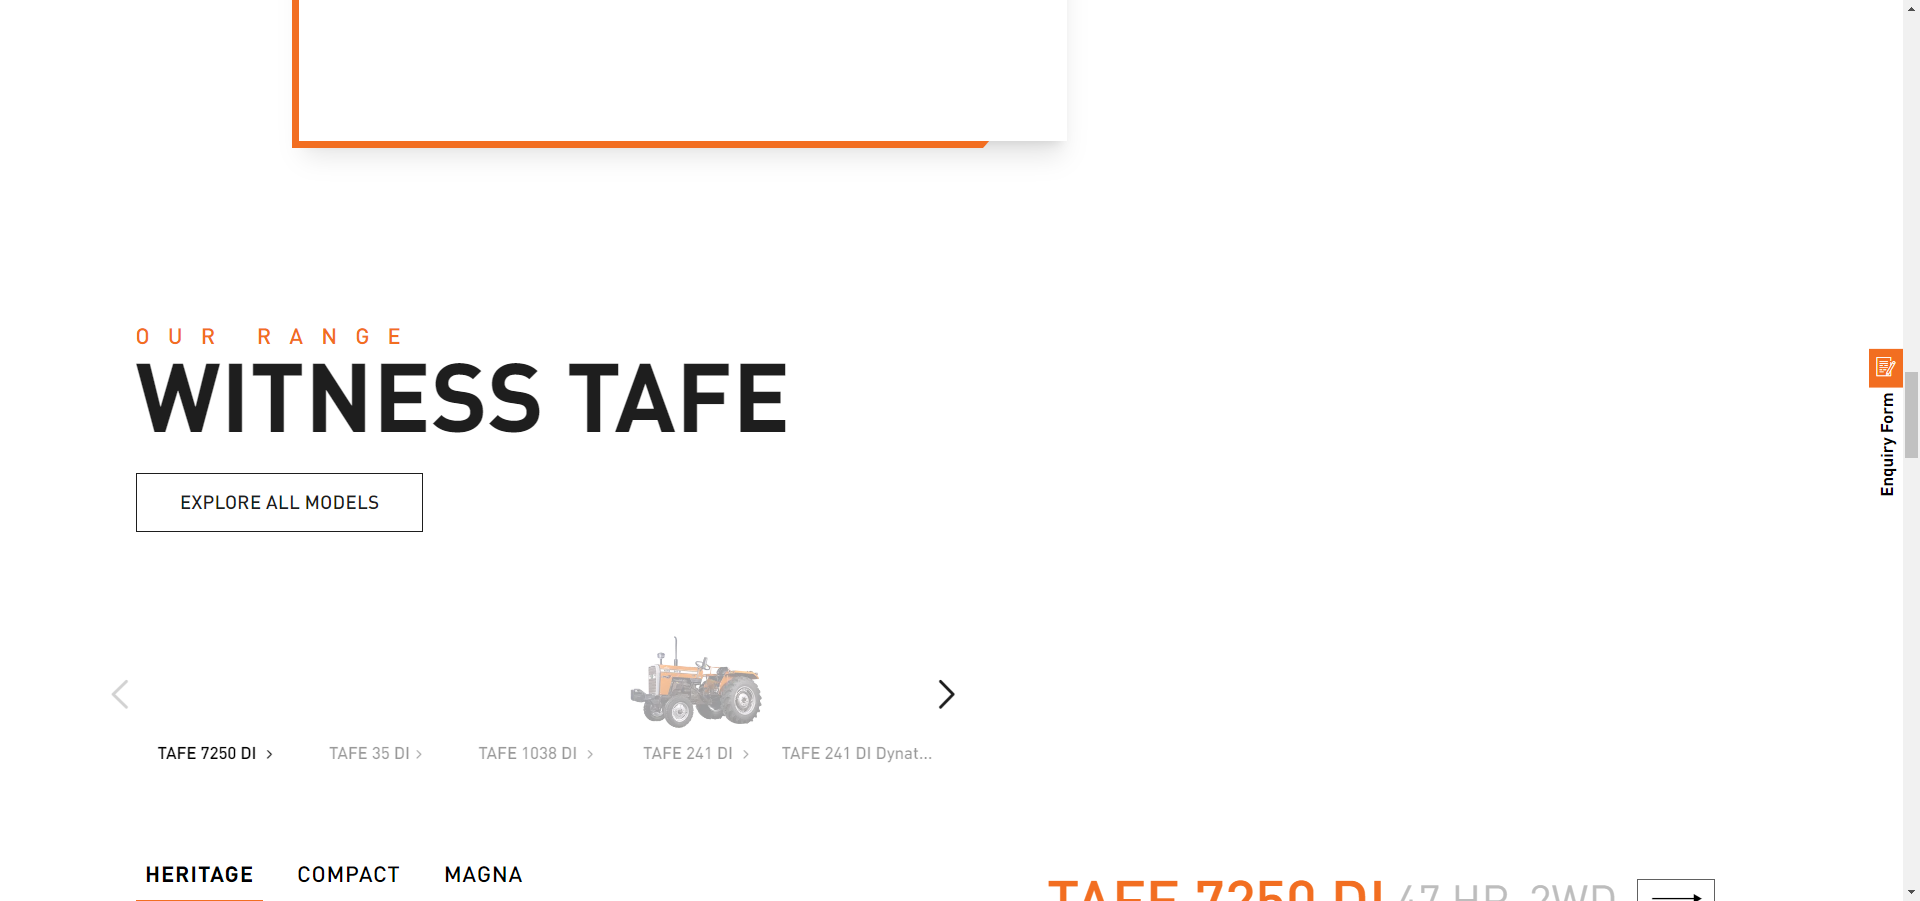 OUR RANGE
WITNESS TAFE
EXPLORE ALL MODELS
Enquiry Form
TAFE 7250 DI
TAFE 35 DI
TAFE 1038 DI
TAFE 241 DI
TAFE 241 DI Dynat...
HERITAGE
COMPACT
MAGNA
TAFE 7250 DI 47 HP, 2WD